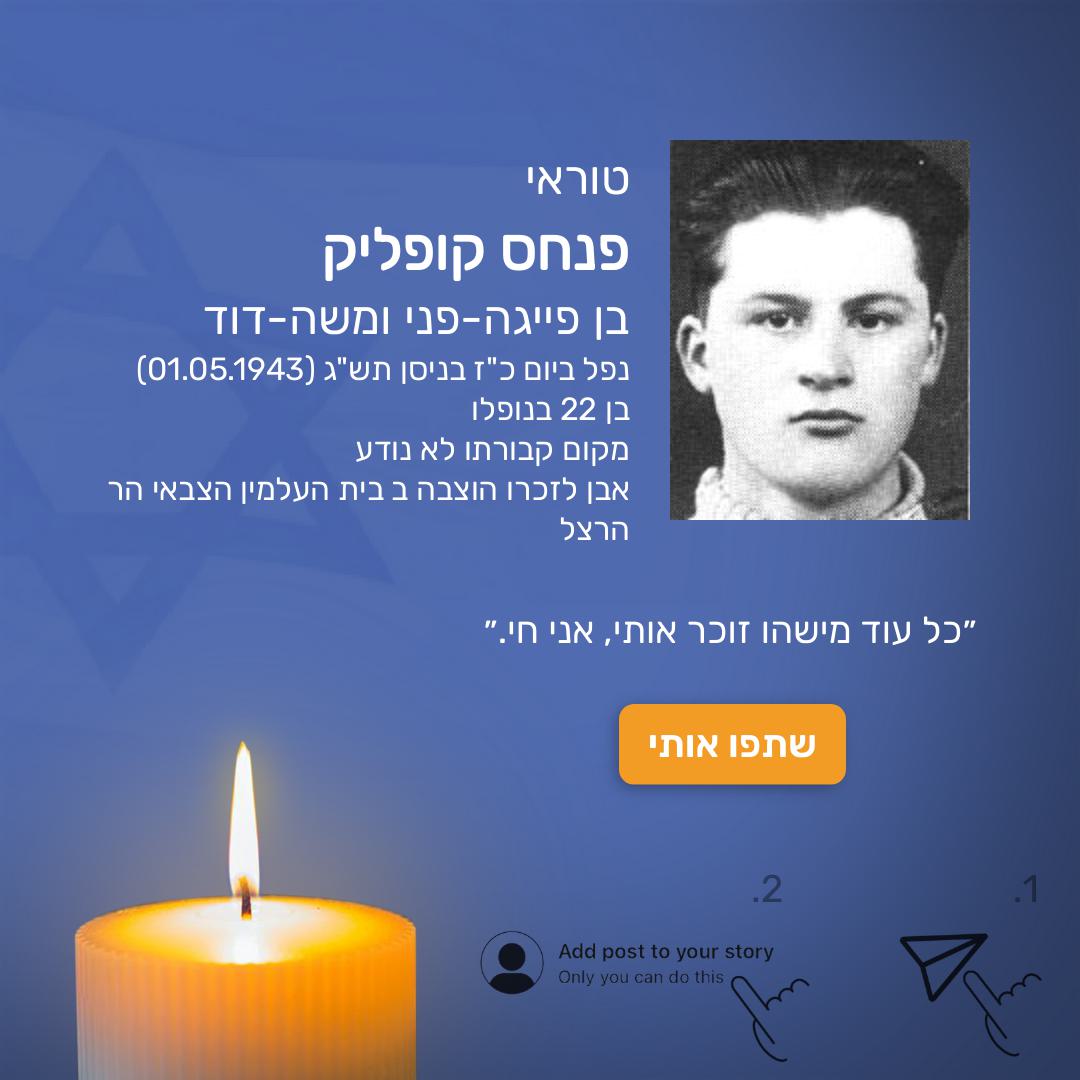 טוראי
פנחס קופליק
בן פייגה-פני ומשה-דוד
נפל ביום כ"ז בניסן תש"ג (01.05.1943)
בן 22 בנופלו
מקום קבורתו לא נודע
אבן לזכרו הוצבה ב בית העלמין הצבאי הר
הרצל
״כל עוד מישהו זוכר אותי, אני חי.״
שתפו אותי
.1
.2
Add post to your story
Only you can do this